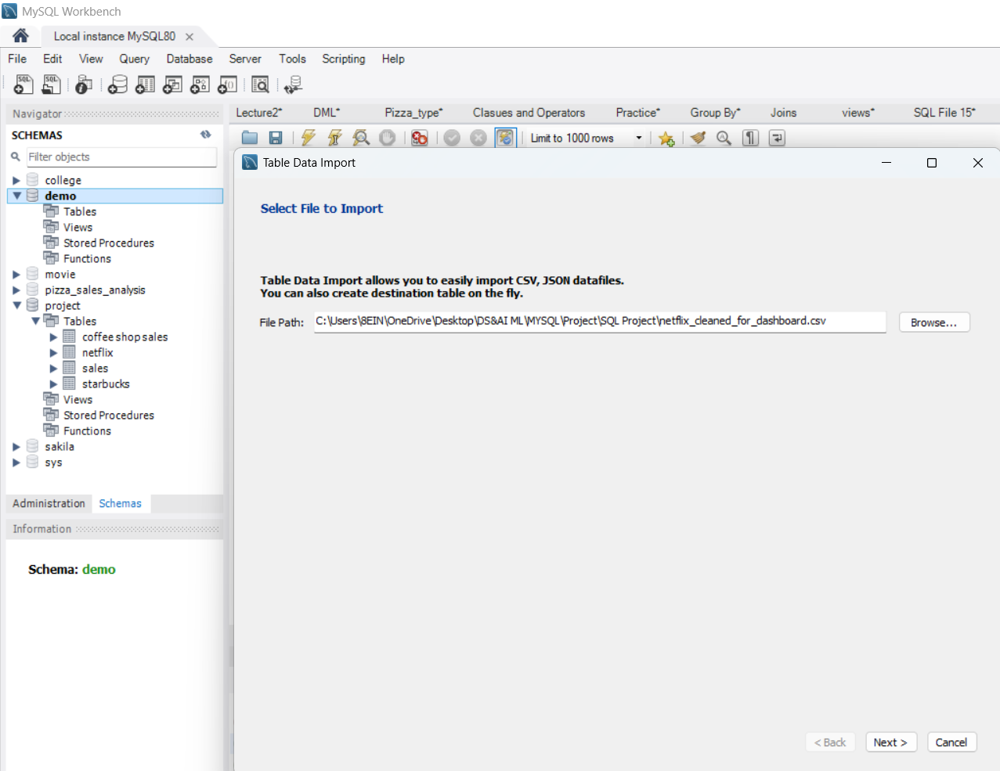 MySQL Workbench
Local instance MySQL80
File Edit View Query Database Server Tools Scripting Help
Navigator
SCHEMAS
Filter objects
college
demo
Tables
Views
Stored Procedures
Functions
movie
pizza_sales_analysis
project
Tables
coffee shop sales
netflix
sales
starbucks
Views
Stored Procedures
Functions
sakila
sys
Administration Schemas
Information
Schema: demo
Lecture2* DML* Pizza_type* Clasues and Operators Practice* Group By* Joins views* SQL File 15*
Limit to 1000 rows
Table Data Import
Select File to Import
Table Data Import allows you to easily import CSV, JSON datafiles.
You can also create destination table on the fly.
File Path: C:\Users\8EIN\OneDrive\Desktop\DS&AI ML\MYSQL\Project\SQL Project\netflix_cleaned_for_dashboard.csv Browse...
< Back Next > Cancel